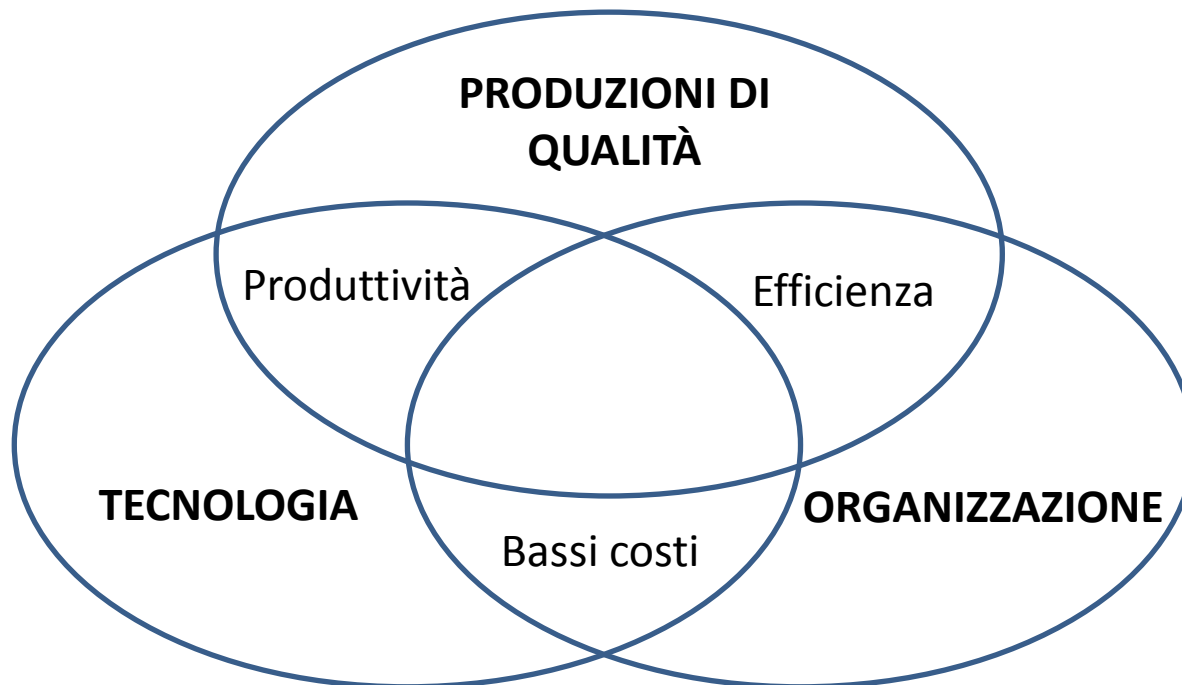 PRODUZIONI DI
QUALITÀ
Produttività
Efficienza
TECNOLOGIA
ORGANIZZAZIONE
Bassi costi